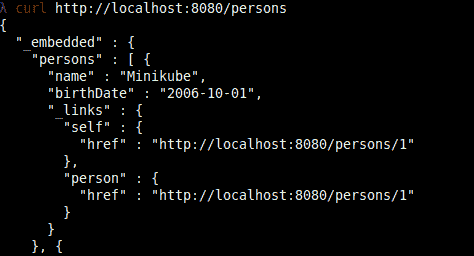 λ curl http://localhost:8080/persons
{
  "_embedded" : {
    "persons" : [ {
      "name" : "Minikube",
      "birthDate" : "2006-10-01",
      "_links" : {
        "self" : {
          "href" : "http://localhost:8080/persons/1"
        },
        "person" : {
          "href" : "http://localhost:8080/persons/1"
        }
      }
    }, {